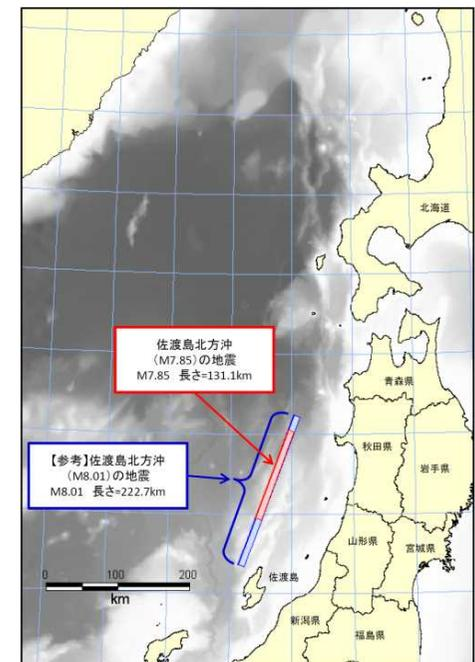 北海道
佐渡島北方沖
(M7.85)の地震
M7.85 長さ=131.1km
青森県
秋田県
岩手県
【参考】佐渡島北方沖
(M8.01)の地震
M8.01 長さ=222.7km
山形県
宮城県
佐渡島
0 100 200
km
新潟県
福島県